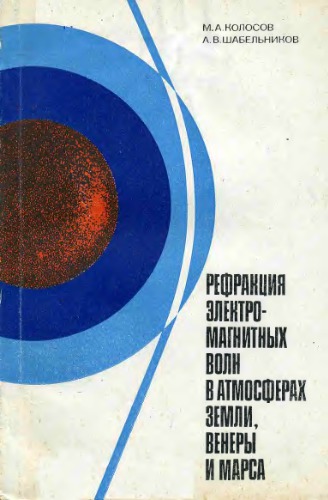 М.А.КОЛОСОВ
А.В.ШАБЕЛЬНИКОВ
РЕФРАКЦИЯ
ЭЛЕКТРО-
МАГНИТНЫХ
ВОЛН
В АТМОСФЕРАХ
ЗЕМЛИ,
ВЕНЕРЫ
И МАРСА